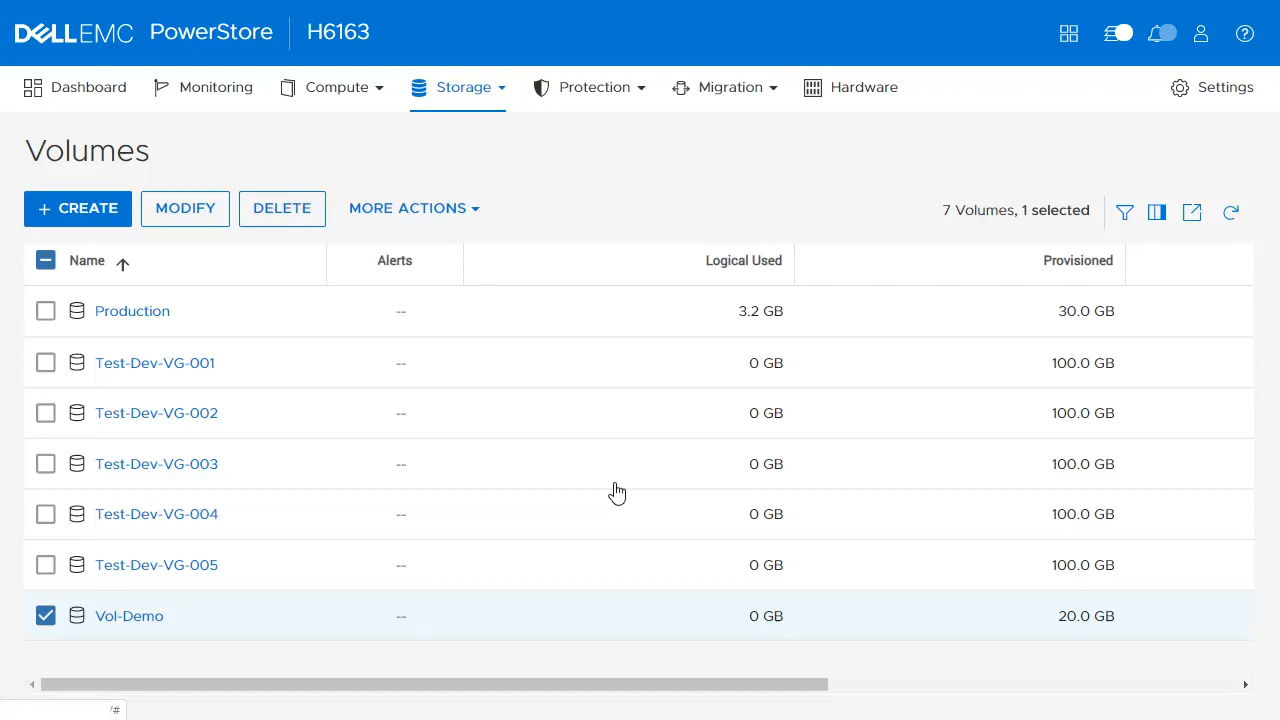 DELLEMC PowerStore H6163
Dashboard Monitoring Compute Storage Protection Migration Hardware Settings
Volumes
+ CREATE MODIFY DELETE MORE ACTIONS 7 Volumes, 1 selected
Name Alerts Logical Used Provisioned
Production -- 3.2 GB 30.0 GB
Test-Dev-VG-001 -- 0 GB 100.0 GB
Test-Dev-VG-002 -- 0 GB 100.0 GB
Test-Dev-VG-003 -- 0 GB 100.0 GB
Test-Dev-VG-004 -- 0 GB 100.0 GB
Test-Dev-VG-005 -- 0 GB 100.0 GB
Vol-Demo -- 0 GB 20.0 GB
/#